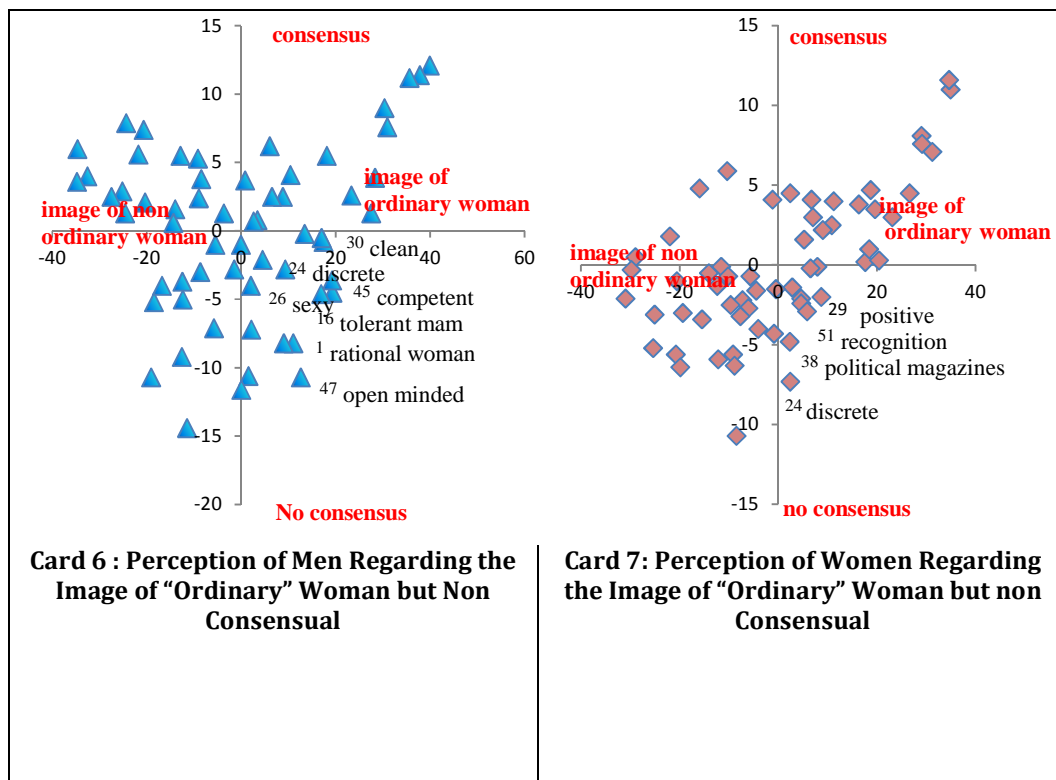 15
consensus
10
5
image of
image of non
ordinary woman
ordinary woman
0
-40
-20
0
20
40
60
30 clean
24 discrete
-5
26 sexy
45 competent
16 tolerant mam
1 rational woman
-10
47 open minded
-15
-20
No consensus
15
consensus
10
5
image of
ordinary woman
image of non
ordinary woman
0
-40
-20
0
20
40
29 positive
-5
51 recognition
38 political magazines
24 discrete
-10
-15
no consensus
Card 6 : Perception of Men Regarding the
Image of “Ordinary” Woman but Non
Consensual
Card 7: Perception of Women Regarding
the Image of “Ordinary” Woman but non
Consensual